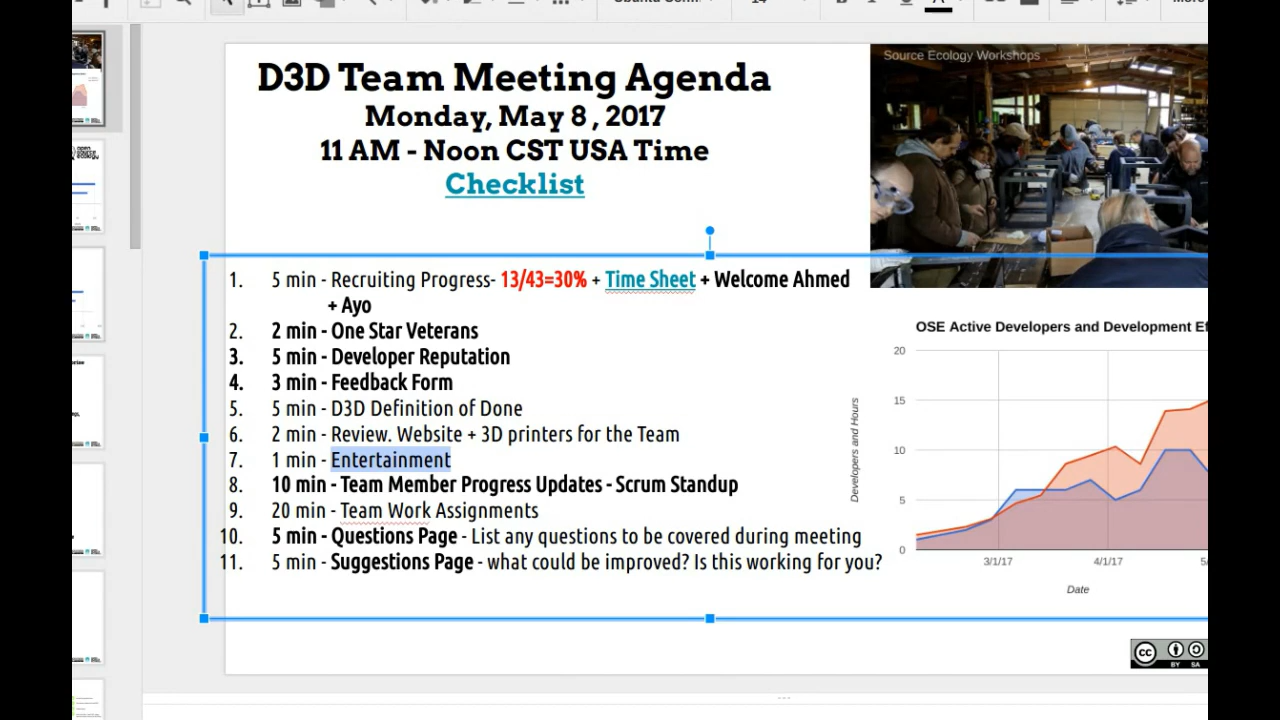 Source Ecology Workshops
D3D Team Meeting Agenda
Monday, May 8 , 2017
11 AM - Noon CST USA Time
Checklist
1. 5 min - Recruiting Progress- 13/43=30% + Time Sheet + Welcome Ahmed
+ Ayo
2. 2 min - One Star Veterans
3. 5 min - Developer Reputation
4. 3 min - Feedback Form
5. 5 min - D3D Definition of Done
6. 2 min - Review. Website + 3D printers for the Team
7. 1 min - Entertainment
8. 10 min - Team Member Progress Updates - Scrum Standup
9. 20 min - Team Work Assignments
10. 5 min - Questions Page - List any questions to be covered during meeting
11. 5 min - Suggestions Page - what could be improved? Is this working for you?
OSE Active Developers and Development
Developers and Hours
20
15
10
5
0
3/1/17
4/1/17
Date
CC
BY SA